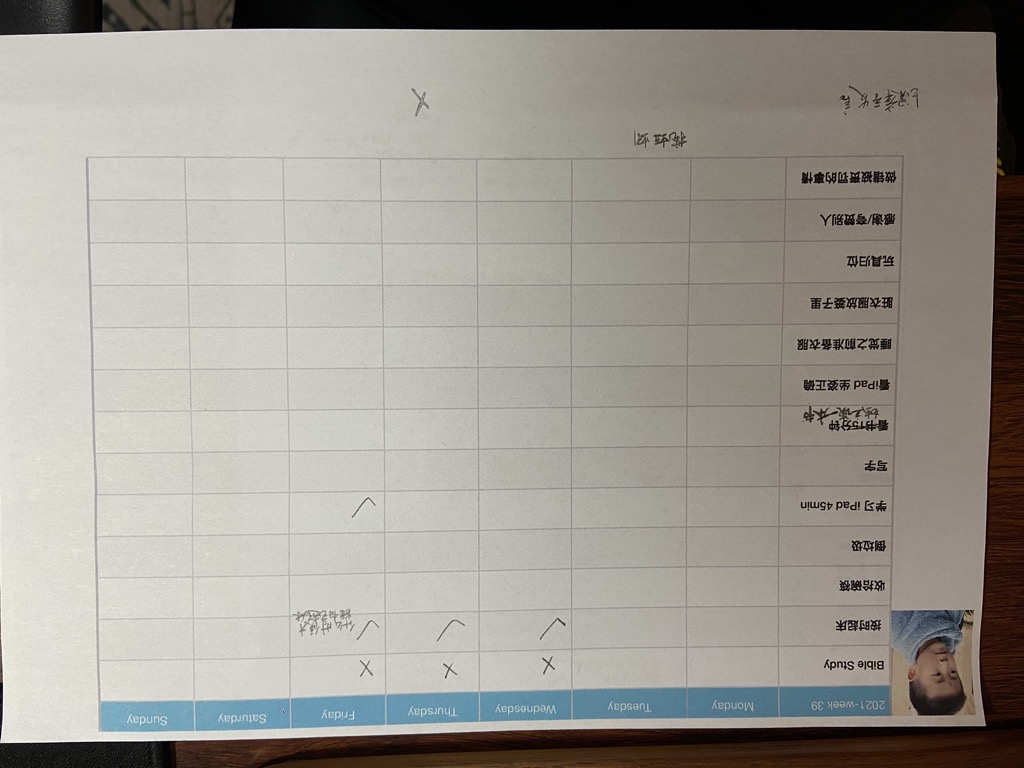 2021-week 39 Monday Tuesday Wednesday Thursday Friday Saturday Sunday
Bible Study X X X
按时起床 ✓ ✓ ✓ 什么时候才
能自己起床
收拾碗筷
倒垃圾
学习 iPad 45min ✓
写字
看书15分钟
独立读一本书
看iPad 坐姿正确
睡觉之前准备衣服
脏衣服放篓子里
玩具归位
感谢/夸赞别人
做错被责罚的事情
挖蚯蚓
上课举手发言 X